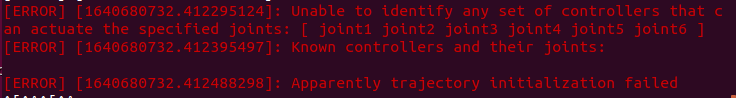 [ERROR] [1640680732.412295124]: Unable to identify any set of controllers that c
an actuate the specified joints: [ joint1 joint2 joint3 joint4 joint5 joint6 ]
[ERROR] [1640680732.412395497]: Known controllers and their joints:
[ERROR] [1640680732.412488298]: Apparently trajectory initialization failed